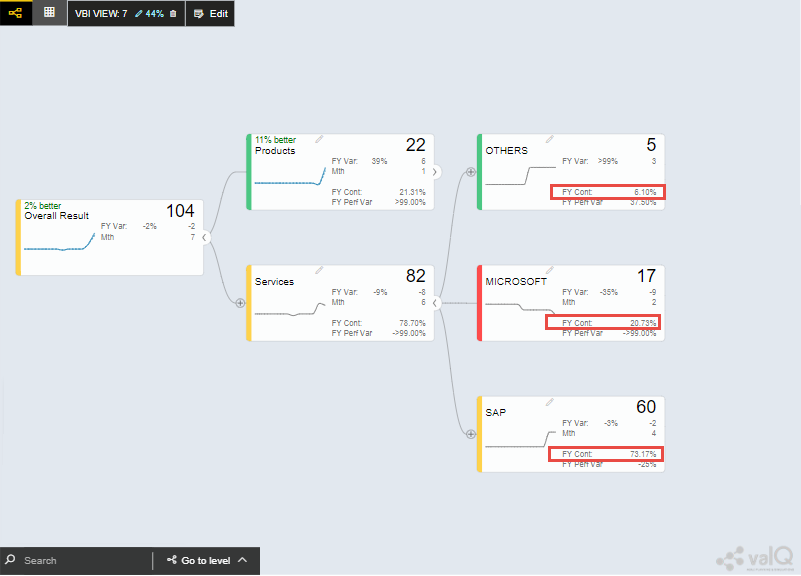 VBI VIEW: 7 44% Edit
2% better
Overall Result 104
FY Var: -2% -2
Mth 7
11% better
Products 22
FY Var: 39% 6
Mth 1
FY Cont: 21.31%
FY Perf Var >99.00%
Services 82
FY Var: -9% -8
Mth 6
FY Cont: 78.70%
FY Perf Var ->99.00%
OTHERS 5
FY Var: >99% 3
FY Cont: 6.10%
FY Perf Var 37.50%
MICROSOFT 17
FY Var: -35% -9
Mth 2
FY Cont: 20.73%
FY Perf Var ->99.00%
SAP 60
FY Var: -3% -2
Mth 4
FY Cont: 73.17%
FY Perf Var -25%
Search Go to level
valQ